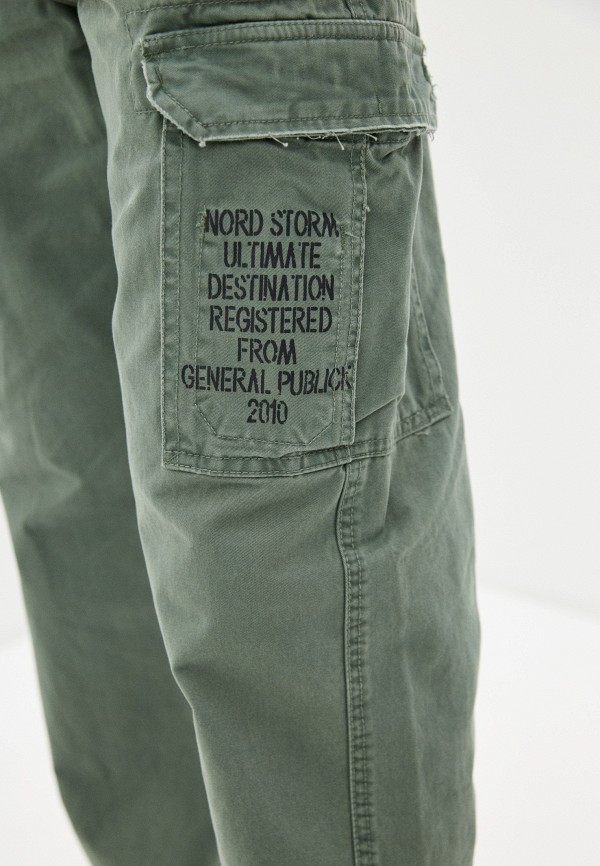 NORD STORM
ULTIMATE
DESTINATION
REGISTERED
FROM
GENERAL PUBLICK
2010